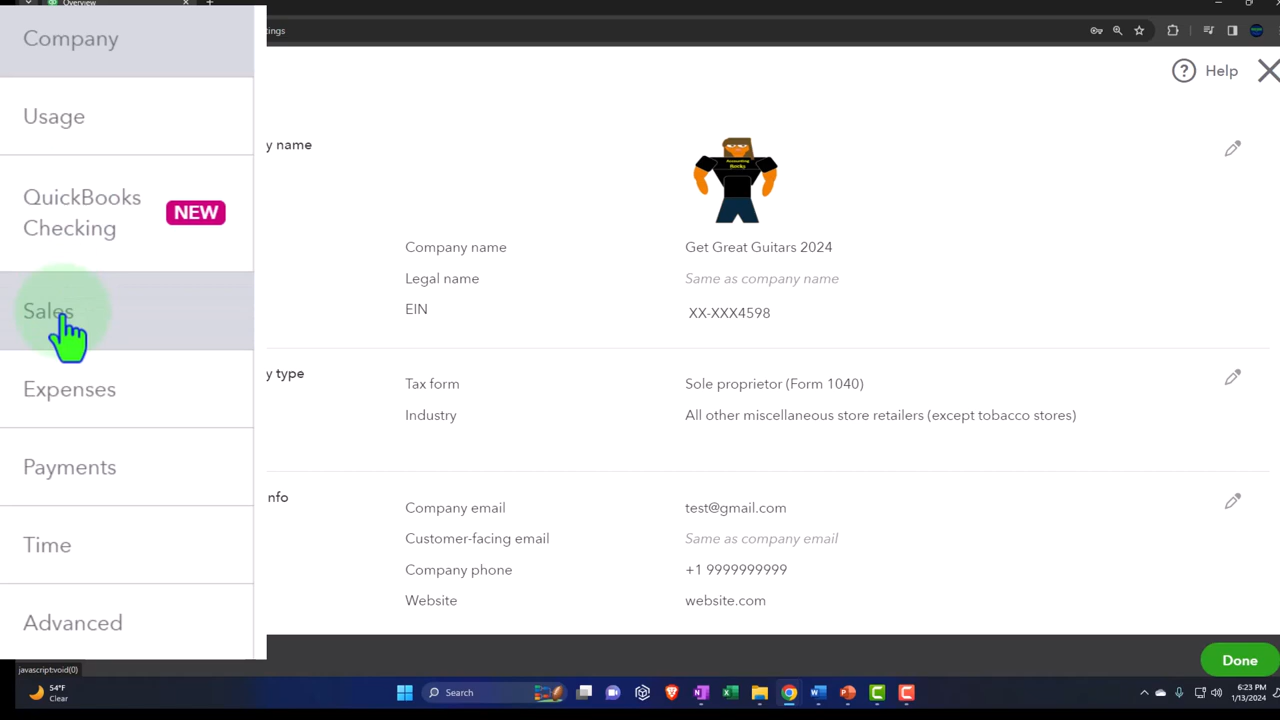 Overview
ings
Company
Usage
QuickBooks
Checking
NEW
Sales
Expenses
Payments
Time
Advanced
Help
y name
Accounting
Rocks
Company name Get Great Guitars 2024
Legal name Same as company name
EIN XX-XXX4598
y type
Tax form Sole proprietor (Form 1040)
Industry All other miscellaneous store retailers (except tobacco stores)
nfo
Company email test@gmail.com
Customer-facing email Same as company email
Company phone +1 9999999999
Website website.com
Done
javascript:void(0)
54°F
Clear
Search
6:23 PM
1/13/2024